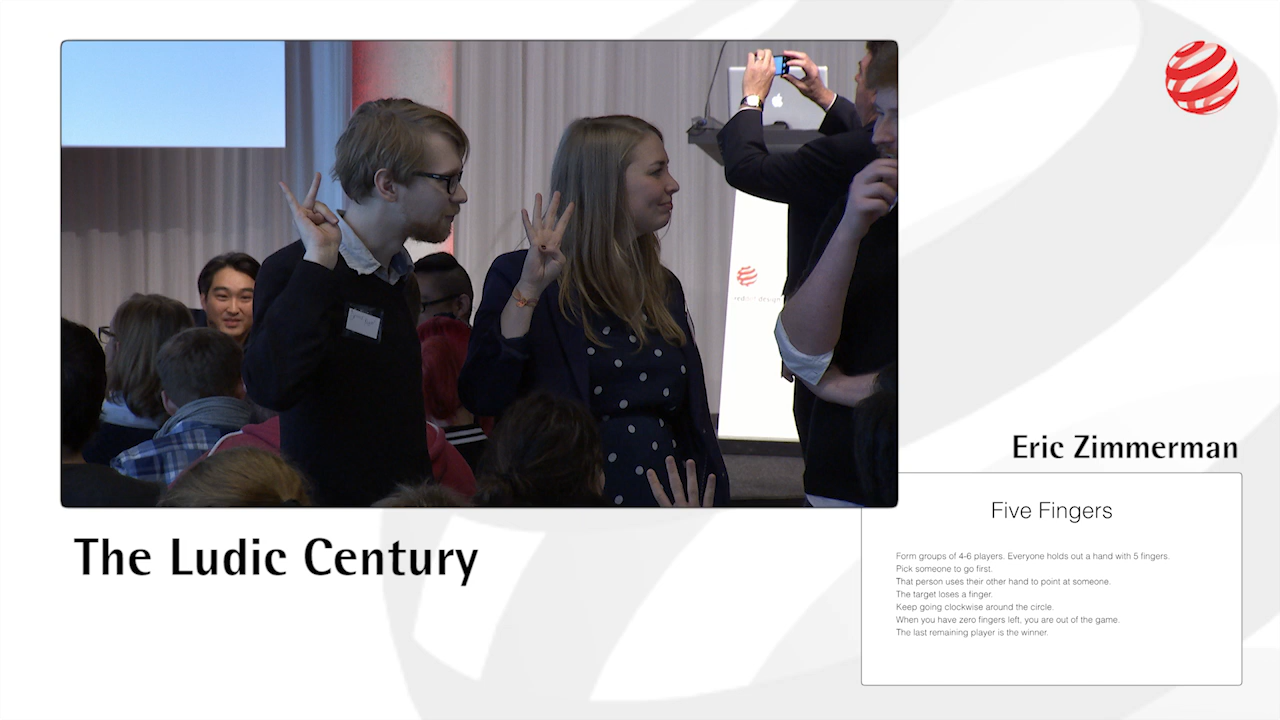 The Ludic Century
Eric Zimmerman
Five Fingers
Form groups of 4-6 players. Everyone holds out a hand with 5 fingers.
Pick someone to go first.
That person uses their other hand to point at someone.
The target loses a finger.
Keep going clockwise around the circle.
When you have zero fingers left, you are out of the game.
The last remaining player is the winner.